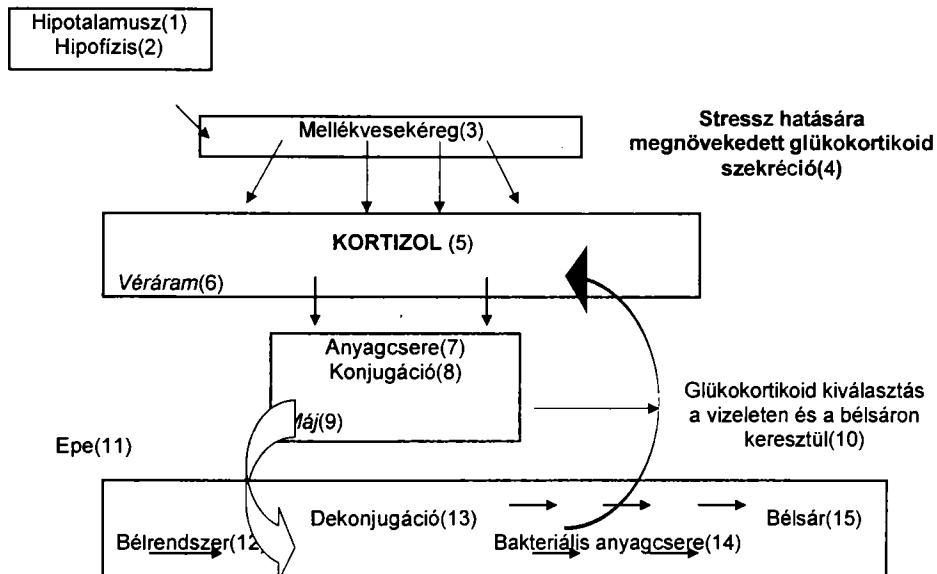 Hipotalamusz(1)
Hipofízis(2)
Mellékvesekéreg(3)
Stressz hatására
megnövekedett glükokortikoid
szekréció(4)
KORTIZOL (5)
Véráram(6)
Anyagcsere(7)
Konjugáció(8)
Máj(9)
Glükokortikoid kiválasztás
a vizeleten és a bélsáron
keresztül(10)
Epe(11)
Dekonjugáció(13)
Bélsár(15)
Bélrendszer(12)
Bakteriális anyagcsere(14)